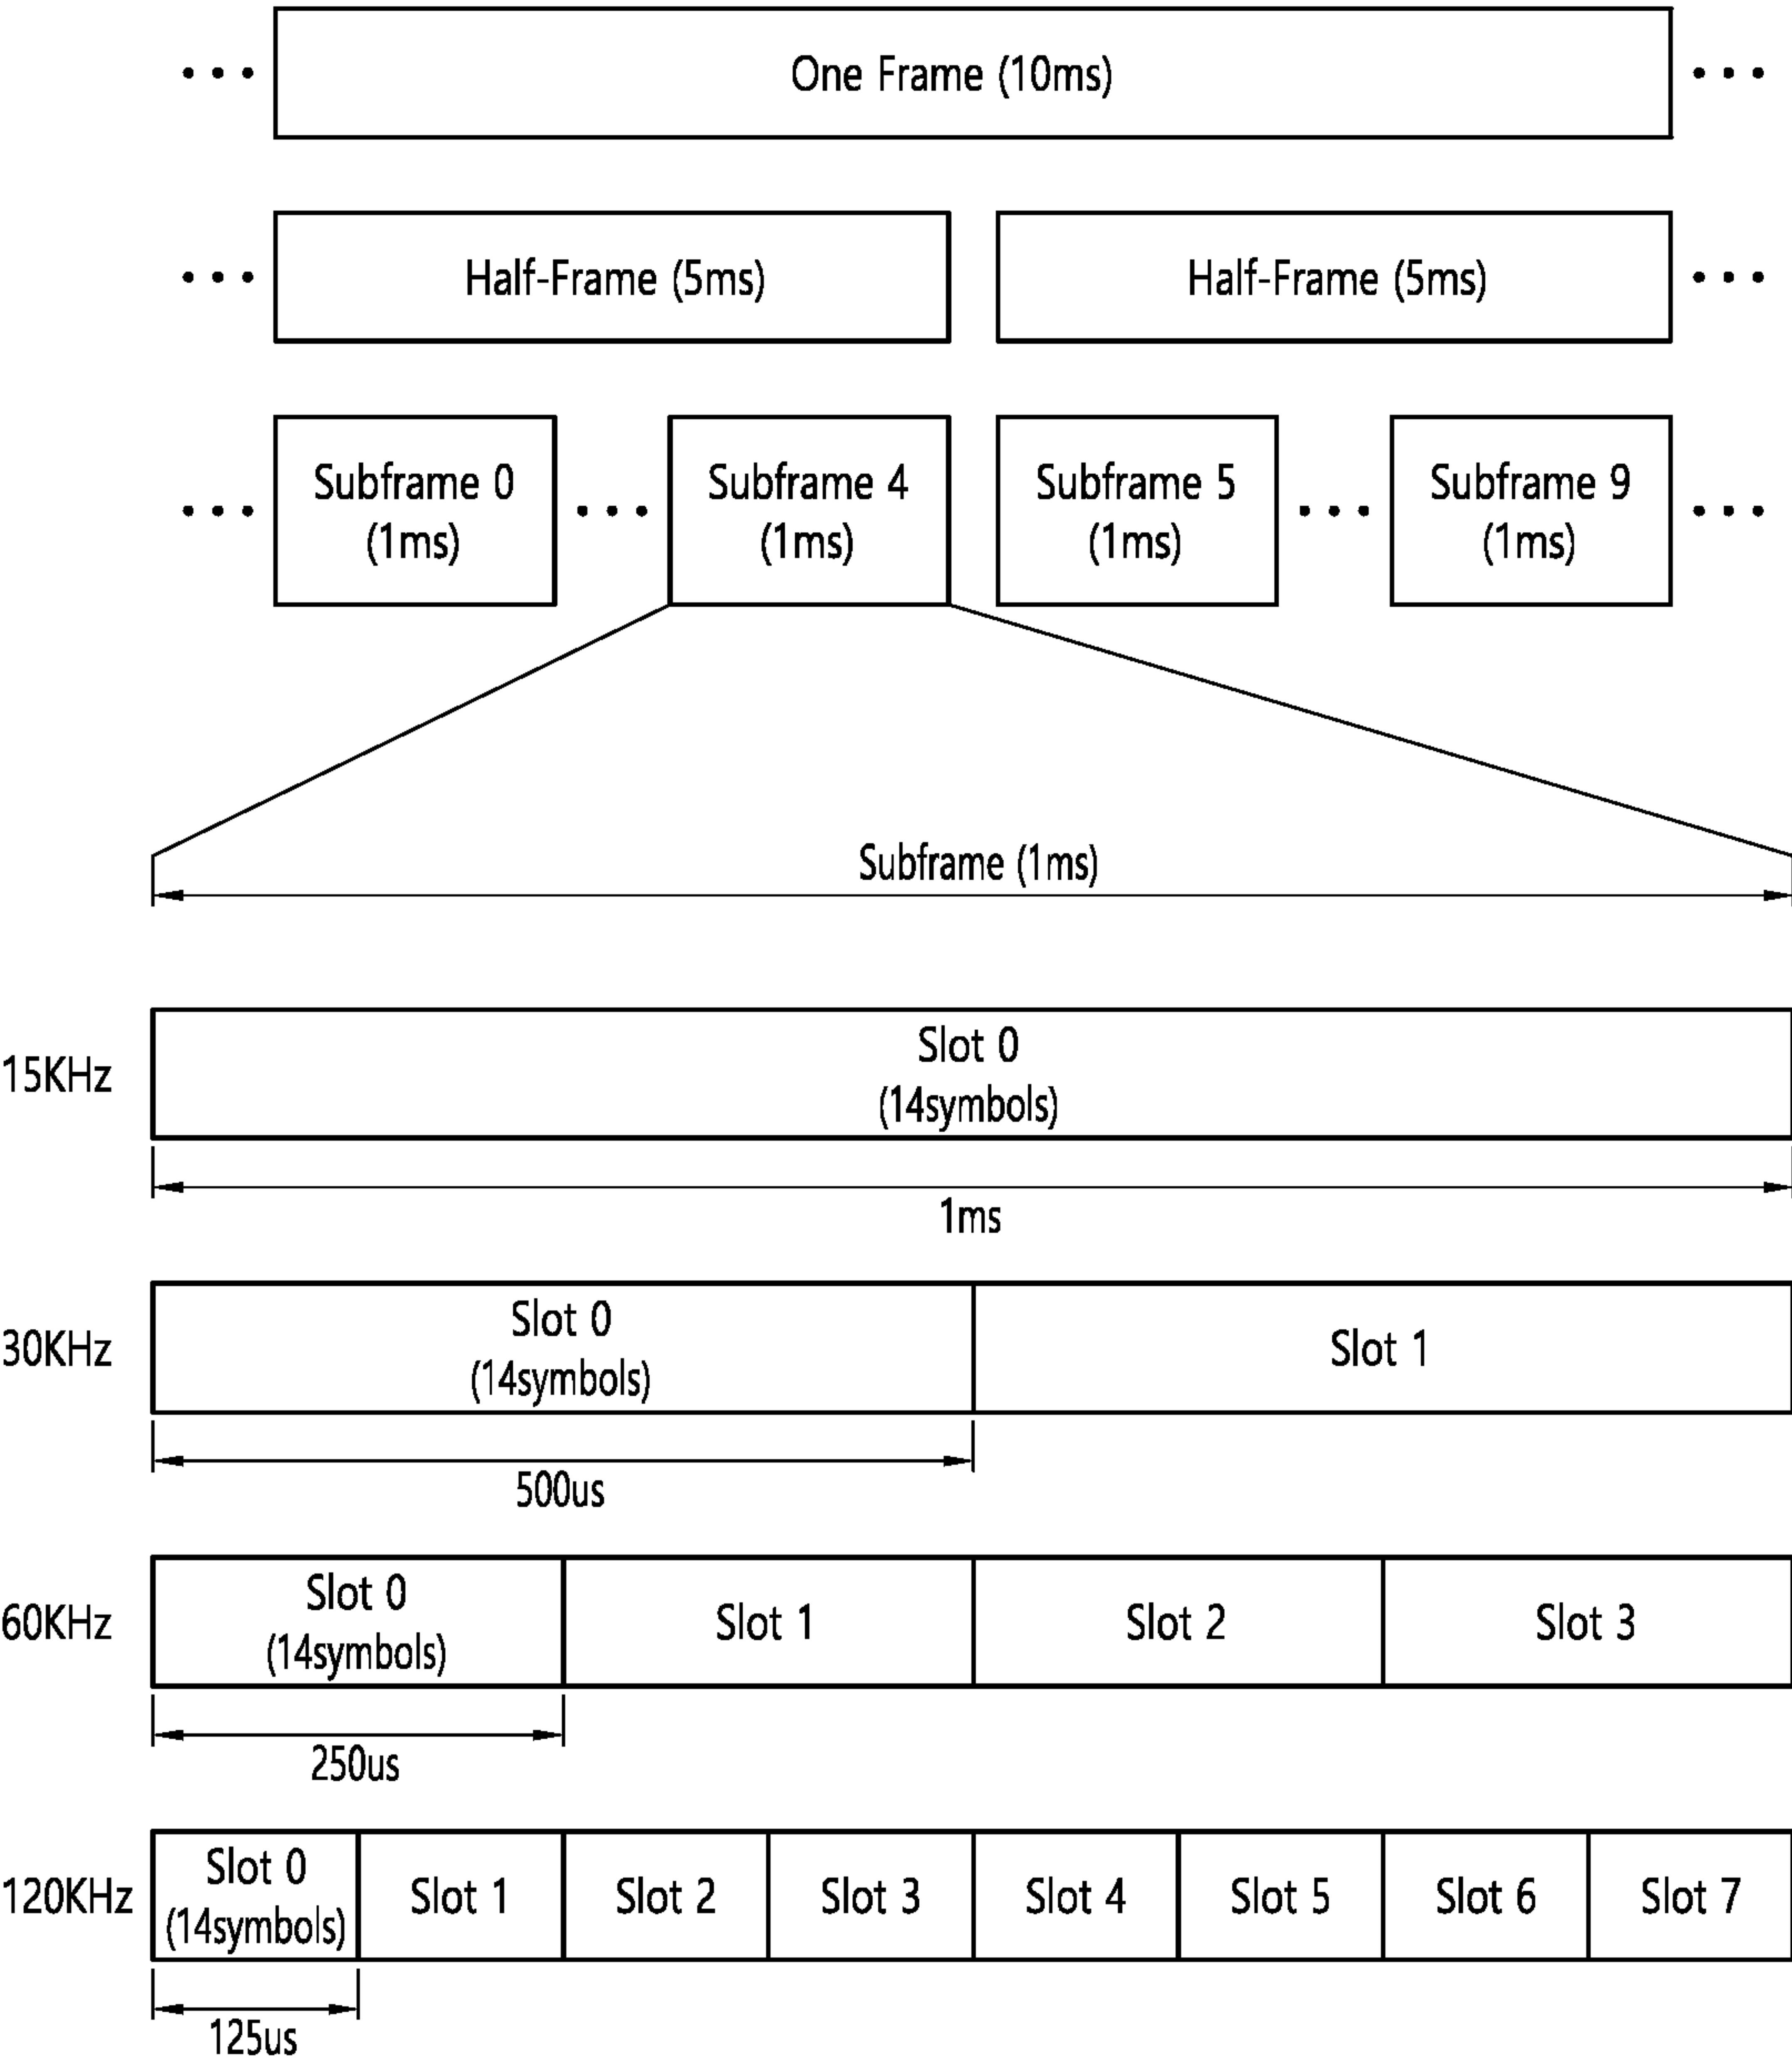 One Frame (10ms)
Half-Frame (5ms)
Half-Frame (5ms)
Subframe 0
(1ms)
Subframe 4
(1ms)
Subframe 5
(1ms)
Subframe 9
(1ms)
Subframe (1ms)
15KHz
Slot 0
(14symbols)
1ms
30KHz
Slot 0
(14symbols)
Slot 1
500us
60KHz
Slot 0
(14symbols)
Slot 1
Slot 2
Slot 3
250us
120KHz
Slot 0
(14symbols)
Slot 1
Slot 2
Slot 3
Slot 4
Slot 5
Slot 6
Slot 7
125us